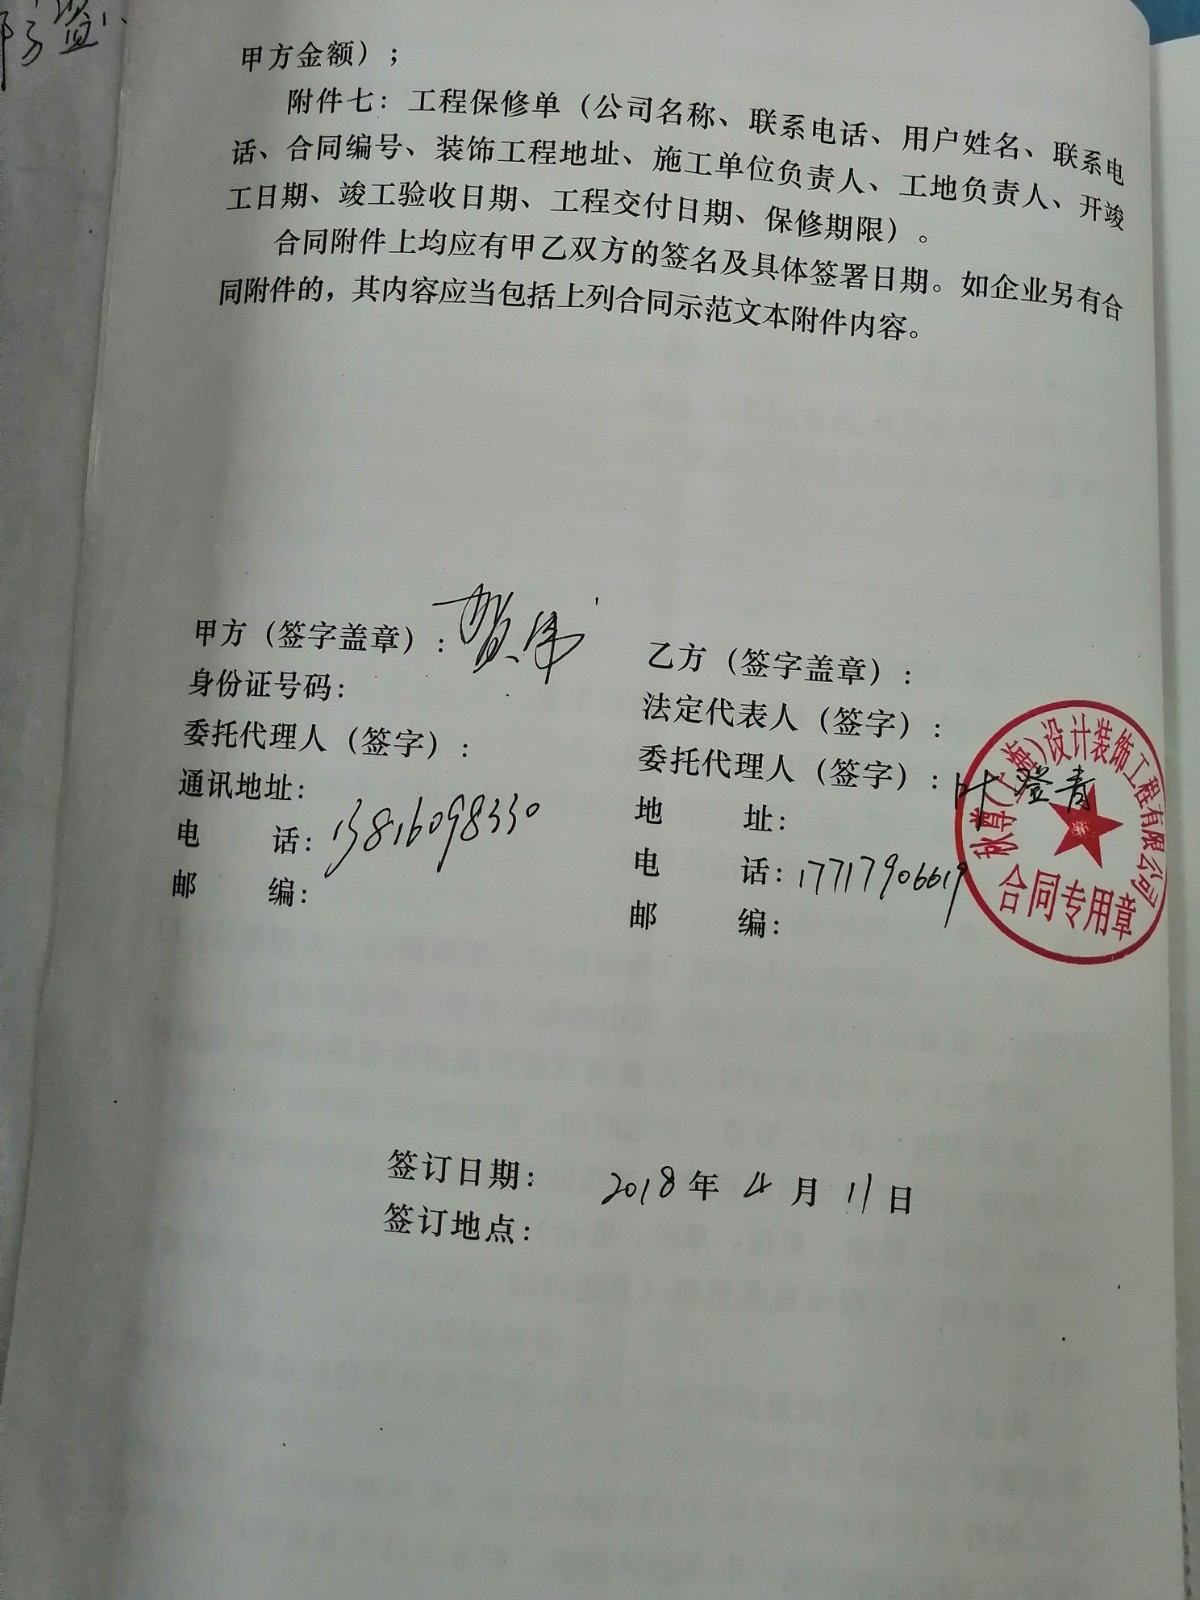 甲方金额）；
附件七：工程保修单（公司名称、联系电话、用户姓名、联系电
话、合同编号、装饰工程地址、施工单位负责人、工地负责人、开竣
工日期、竣工验收日期、工程交付日期、保修期限）。
合同附件上均应有甲乙双方的签名及具体签署日期。如企业另有合
同附件的，其内容应当包括上列合同示范文本附件内容。
甲方（签字盖章）：贺伟
身份证号码：
委托代理人（签字）：
通讯地址：
电 话：13816098330
邮 编：
乙方（签字盖章）：
法定代表人（签字）：
委托代理人（签字）：叶澄青
地 址：
电 话：17717906619
邮 编：
秋尊（上海）设计装饰工程有限公司
合同专用章
签订日期：2018年4月11日
签订地点：